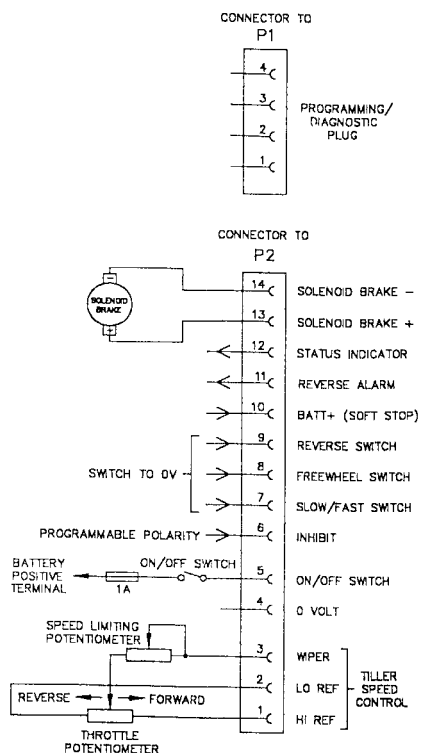 CONNECTOR TO
P1
4
3
2
1
PROGRAMMING/
DIAGNOSTIC
PLUG
CONNECTOR TO
P2
-
SOLENOID
BRAKE
+
14 SOLENOID BRAKE -
13 SOLENOID BRAKE +
12 STATUS INDICATOR
11 REVERSE ALARM
10 BATT+ (SOFT STOP)
9 REVERSE SWITCH
SWITCH TO 0V
8 FREEWHEEL SWITCH
7 SLOW/FAST SWITCH
PROGRAMMABLE POLARITY 6 INHIBIT
BATTERY
POSITIVE
TERMINAL
1A
ON/OFF SWITCH
5 ON/OFF SWITCH
4 0 VOLT
SPEED LIMITING
POTENTIOMETER
3 WIPER
2 LO REF
1 HI REF
TILLER
SPEED
CONTROL
REVERSE FORWARD
THROTTLE
POTENTIOMETER